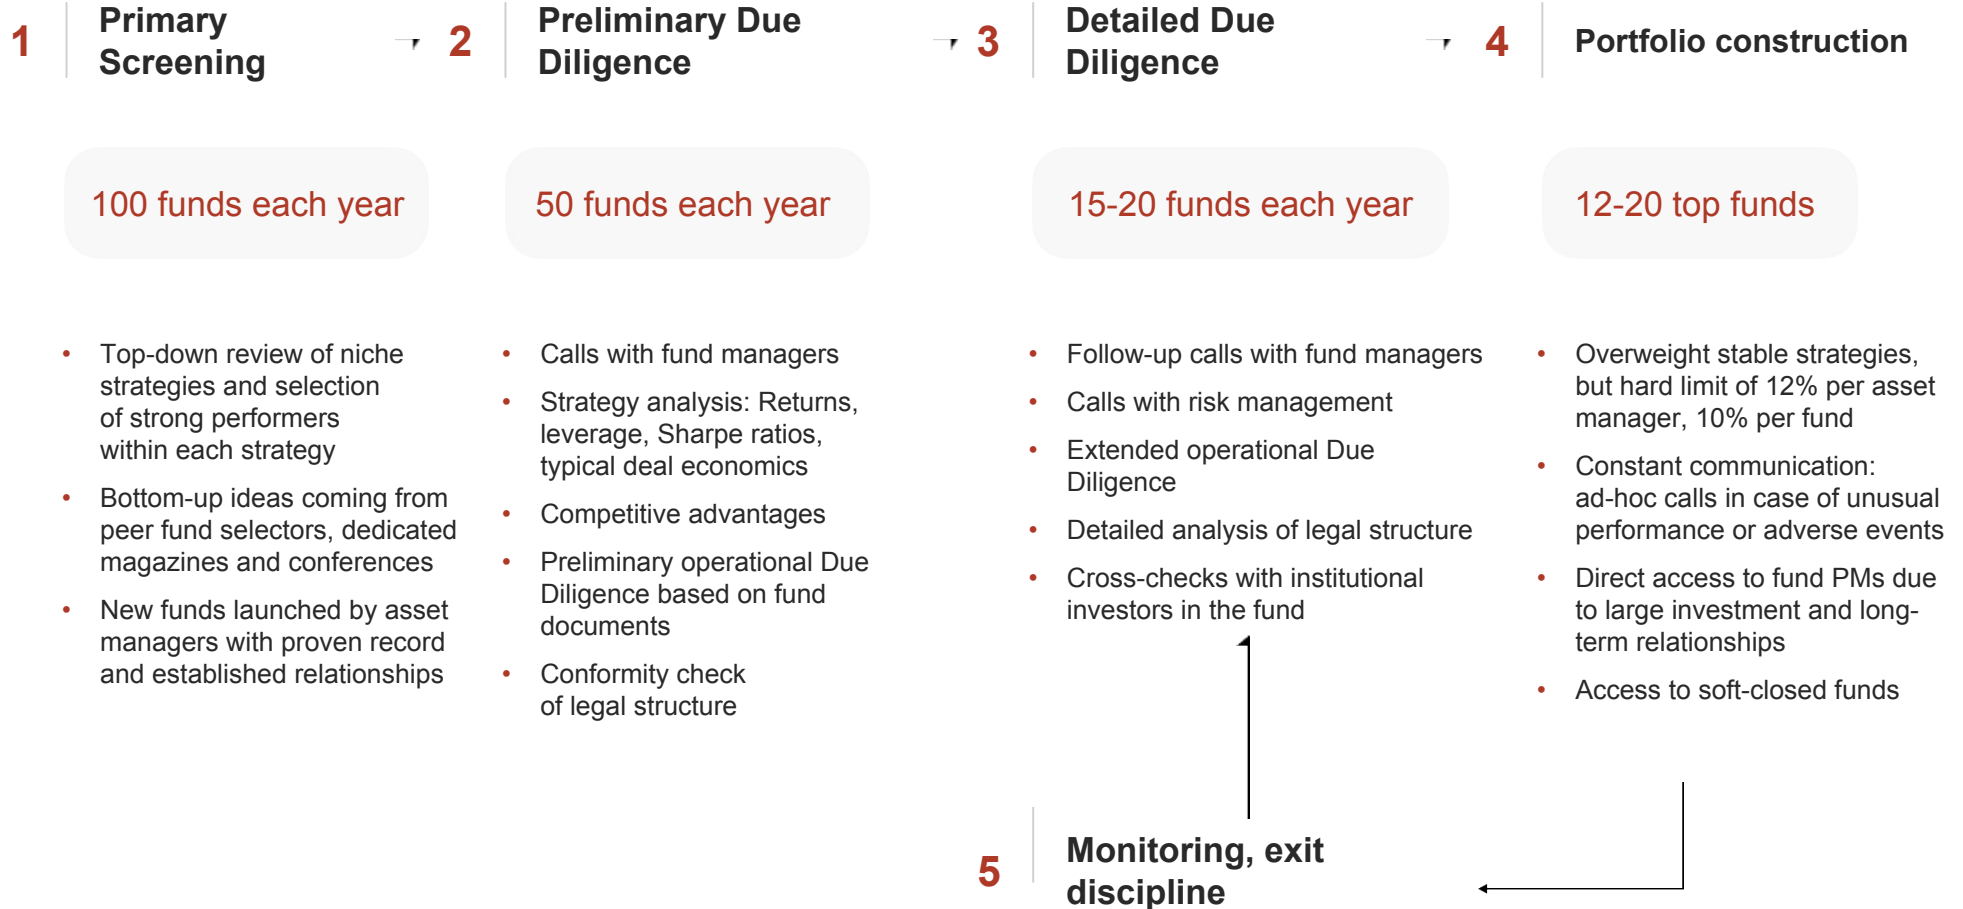 1
Primary
Screening
2
Preliminary Due
Diligence
3
Detailed Due
Diligence
4
Portfolio construction
100 funds each year
50 funds each year
15-20 funds each year
12-20 top funds
• Top-down review of niche
strategies and selection
of strong performers
within each strategy
• Bottom-up ideas coming from
peer fund selectors, dedicated
magazines and conferences
• New funds launched by asset
managers with proven record
and established relationships
• Calls with fund managers
• Strategy analysis: Returns,
leverage, Sharpe ratios,
typical deal economics
• Competitive advantages
• Preliminary operational Due
Diligence based on fund
documents
• Conformity check
of legal structure
• Follow-up calls with fund managers
• Calls with risk management
• Extended operational Due
Diligence
• Detailed analysis of legal structure
• Cross-checks with institutional
investors in the fund
• Overweight stable strategies,
but hard limit of 12% per asset
manager, 10% per fund
• Constant communication:
ad-hoc calls in case of unusual
performance or adverse events
• Direct access to fund PMs due
to large investment and long-
term relationships
• Access to soft-closed funds
5
Monitoring, exit
discipline